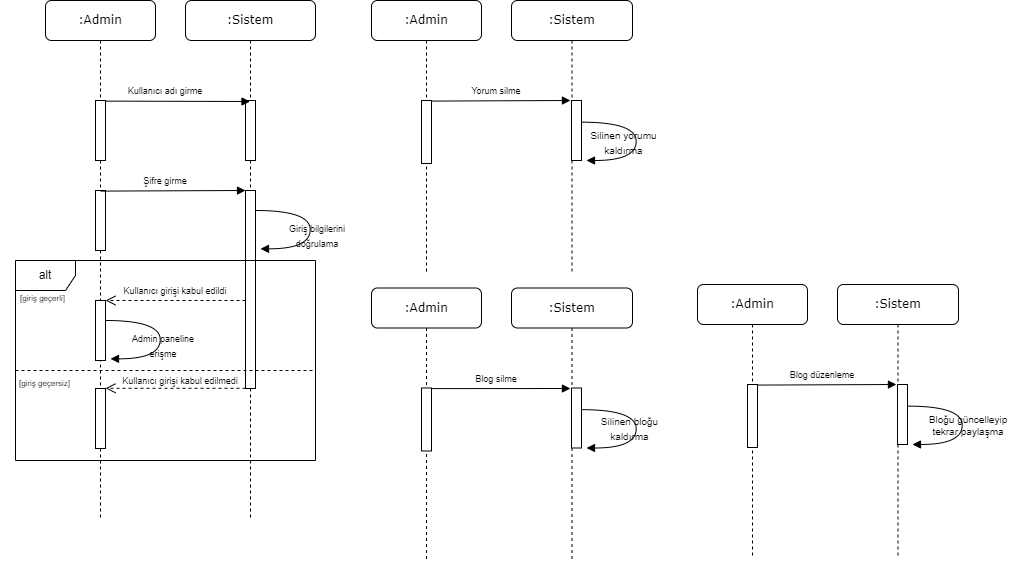 :Admin
:Sistem
Kullanıcı adı girme
Şifre girme
Giriş bilgilerini
doğrulama
alt
[giriş geçerli]
Kullanıcı girişi kabul edildi
Admin paneline
erişme
[giriş geçersiz]
Kullanıcı girişi kabul edilmedi
:Admin
:Sistem
Yorum silme
Silinen yorumu
kaldırma
:Admin
:Sistem
Blog silme
Silinen bloğu
kaldırma
:Admin
:Sistem
Blog düzenleme
Bloğu güncelleyip
tekrar paylaşma